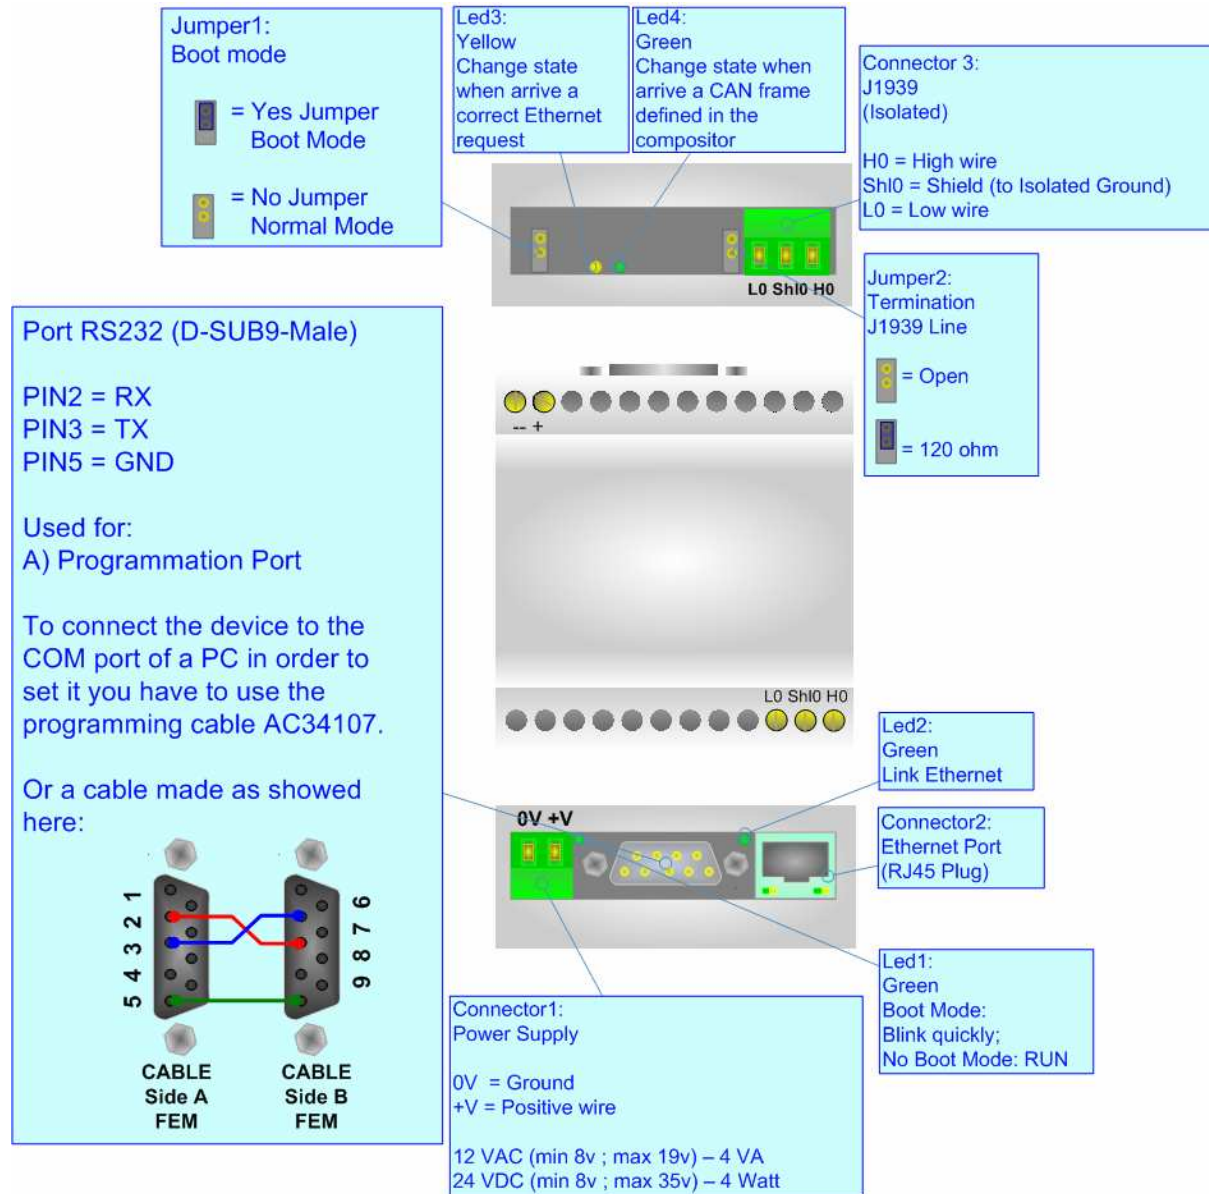 Jumper1:
Boot mode
= Yes Jumper
Boot Mode
= No Jumper
Normal Mode
Led3:
Yellow
Change state
when arrive a
correct Ethernet
request
Led4:
Green
Change state when
arrive a CAN frame
defined in the
compositor
Connector 3:
J1939
(Isolated)
H0 = High wire
Shl0 = Shield (to Isolated Ground)
L0 = Low wire
L0 Shl0 H0
Jumper2:
Termination
J1939 Line
= Open
= 120 ohm
Port RS232 (D-SUB9-Male)
PIN2 = RX
PIN3 = TX
PIN5 = GND
Used for:
A) Programmation Port
To connect the device to the
COM port of a PC in order to
set it you have to use the
programming cable AC34107.
Or a cable made as showed
here:
1
2
3
4
5
6
7
8
9
CABLE
Side A
FEM
CABLE
Side B
FEM
-- +
L0 Shl0 H0
Led2:
Green
Link Ethernet
0V +V
Connector2:
Ethernet Port
(RJ45 Plug)
Led1:
Green
Boot Mode:
Blink quickly;
No Boot Mode: RUN
Connector1:
Power Supply
0V = Ground
+V = Positive wire
12 VAC (min 8v ; max 19v) – 4 VA
24 VDC (min 8v ; max 35v) – 4 Watt